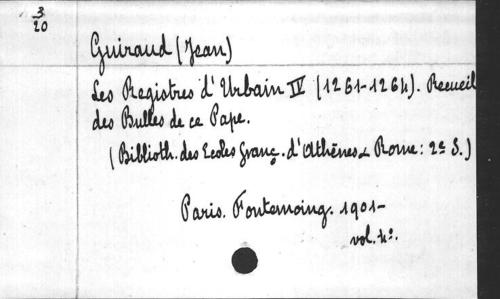 3/20
Guiraud (Jean)
Les Registres d'Urbain IV (1261-1264). Recueil
des Bulles de ce Pape.
(Biblioth. des Ecoles franç. d'Athènes & Rome: 2e S.)
Paris. Fontemoing. 1901-
vol. 4o.